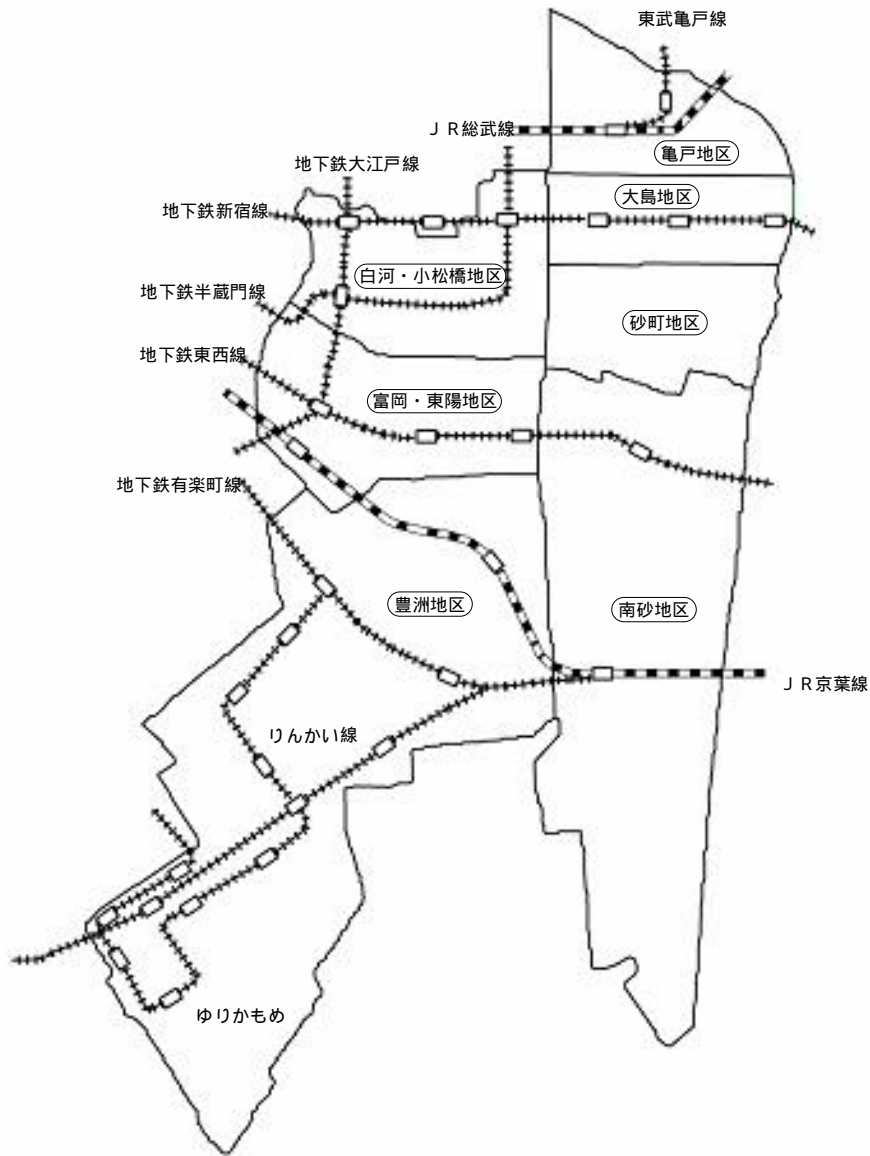 東武亀戸線
ＪＲ総武線
亀戸地区
地下鉄大江戸線
大島地区
地下鉄新宿線
白河・小松橋地区
地下鉄半蔵門線
砂町地区
地下鉄東西線
富岡・東陽地区
地下鉄有楽町線
豊洲地区
南砂地区
ＪＲ京葉線
りんかい線
ゆりかもめ